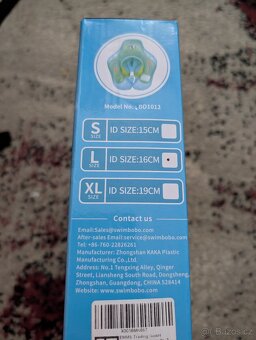 Model No.: BD1013
S
SIZE
ID SIZE:15CM
L
SIZE
ID SIZE:16CM
XL
SIZE
ID SIZE:19CM
Contact us
Email:Sales@swimbobo.com
After-sales Email:service@swimbobo.com
Tel: +86-760-22826261
Manufacturer: Zhongshan KAKA Plastic
Manufacturing Co.,Ltd.
Address: No.1 Tengxing Alley, Qinger
Street, Lianshang South Road, Dengfeng,
Zhongshan, Guangdong, CHINA 528414
www.swimbobo.com